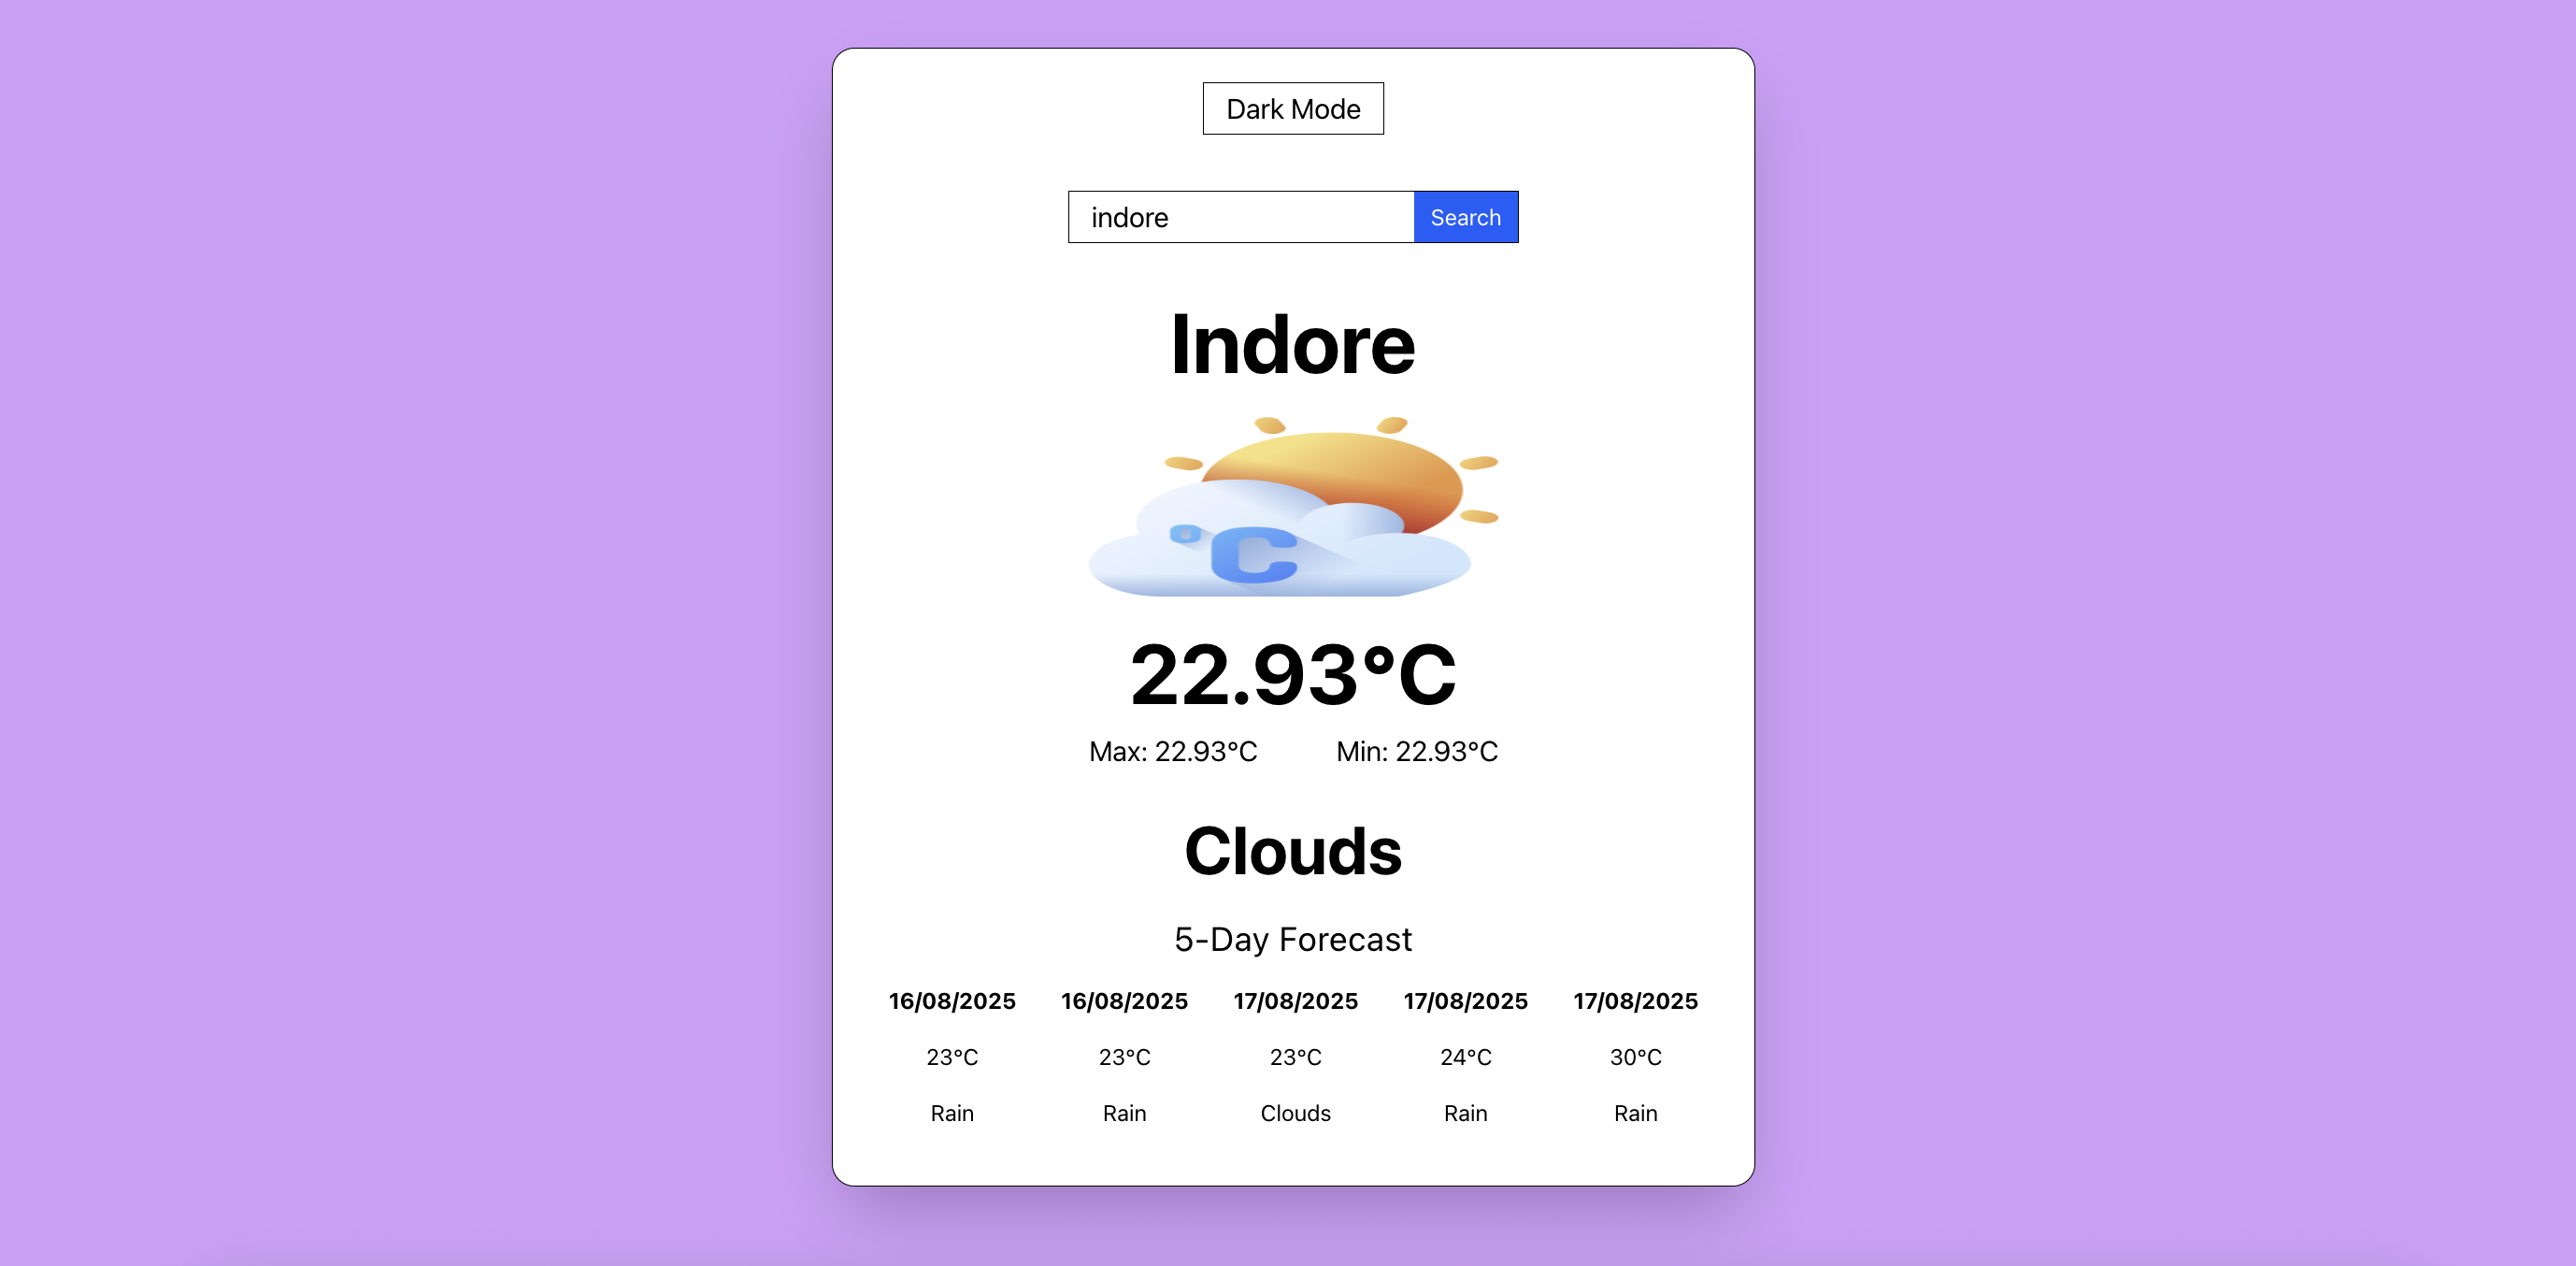 Dark Mode
indore Search
Indore
°C
22.93°C
Max: 22.93°C Min: 22.93°C
Clouds
5-Day Forecast
16/08/2025 16/08/2025 17/08/2025 17/08/2025 17/08/2025
23°C 23°C 23°C 24°C 30°C
Rain Rain Clouds Rain Rain